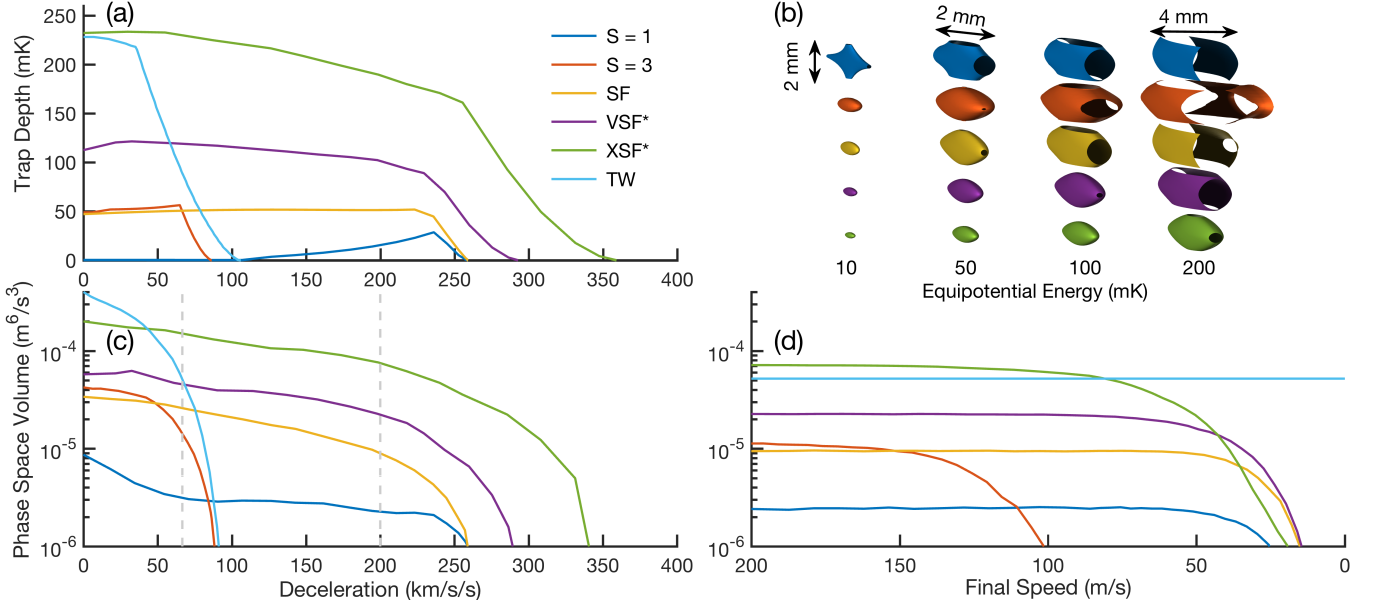 (a)
250
200
150
100
50
0
Trap Depth (mK)
0 50 100 150 200 250 300 350 400
S = 1
S = 3
SF
VSF*
XSF*
TW
(b)
2 mm
2 mm
4 mm
10 50 100 200
Equipotential Energy (mK)
(c)
10-4
10-5
10-6
Phase Space Volume (m6/s3)
0 50 100 150 200 250 300 350 400
Deceleration (km/s/s)
(d)
10-4
10-5
10-6
200 150 100 50 0
Final Speed (m/s)